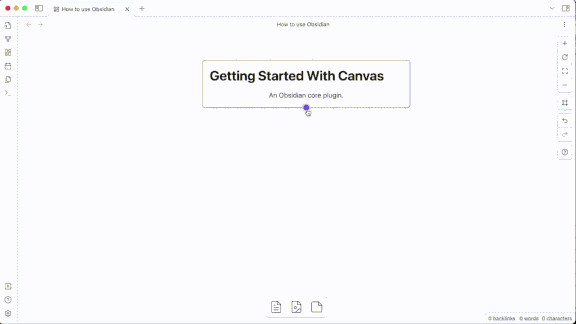 How to use Obsidian
How to use Obsidian
Getting Started With Canvas
An Obsidian core plugin.
0 backlinks 0 words 0 characters